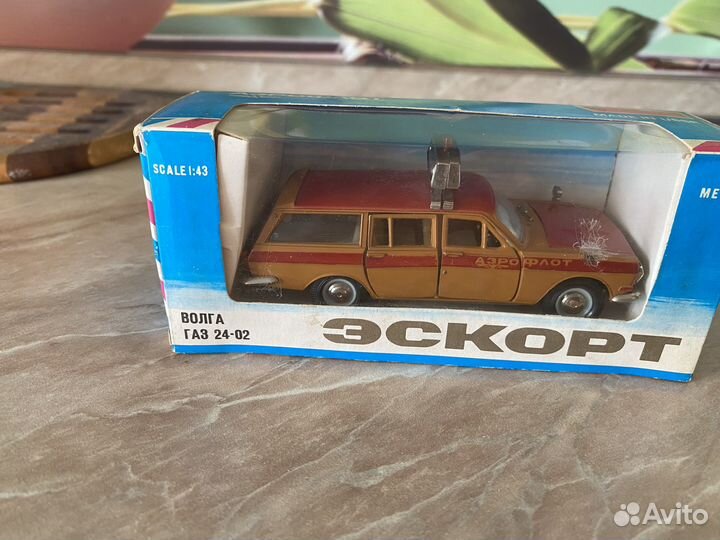 SCALE 1:43
АЭРОФЛОТ
ВОЛГА
ГАЗ 24-02
ЭСКОРТ
Avito